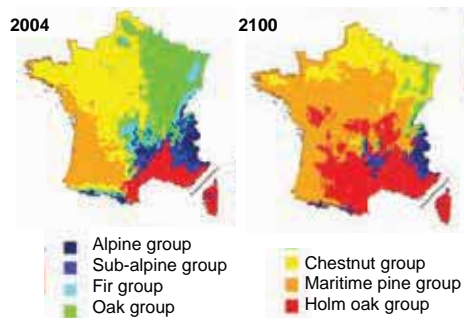 2004
2100
Alpine group
Sub-alpine group
Fir group
Oak group
Chestnut group
Maritime pine group
Holm oak group